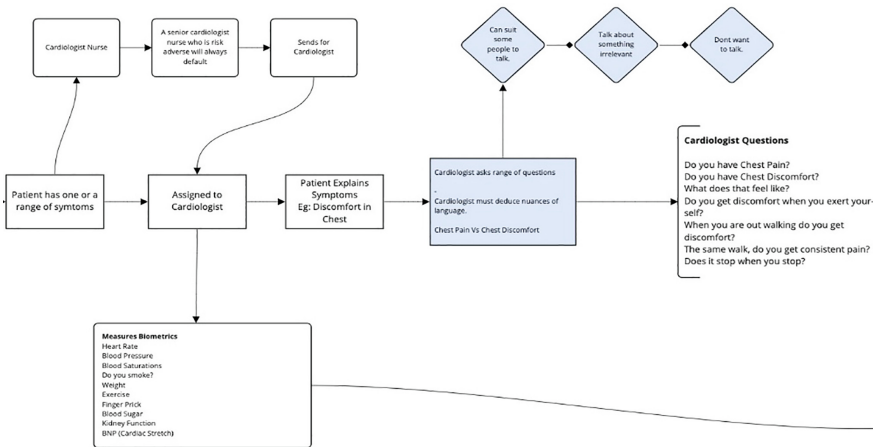 Cardiologist Nurse
A senior cardiologist
nurse who is risk
adverse will always
default
Sends for
Cardiologist
Can suit
some
people to
talk.
Talk about
something
irrelevant
Dont want
to talk.
Patient has one or a
range of symtoms
Assigned to
Cardiologist
Patient Explains
Symptoms
Eg: Discomfort in
Chest
Cardiologist asks range of questions
-
Cardiologist must deduce nuances of
language.
Chest Pain Vs Chest Discomfort
Cardiologist Questions
Do you have Chest Pain?
Do you have Chest Discomfort?
What does that feel like?
Do you get discomfort when you exert your-
self?
When you are out walking do you get
discomfort?
The same walk, do you get consistent pain?
Does it stop when you stop?
Measures Biometrics
Heart Rate
Blood Pressure
Blood Saturations
Do you smoke?
Weight
Exercise
Finger Prick
Blood Sugar
Kidney Function
BNP (Cardiac Stretch)